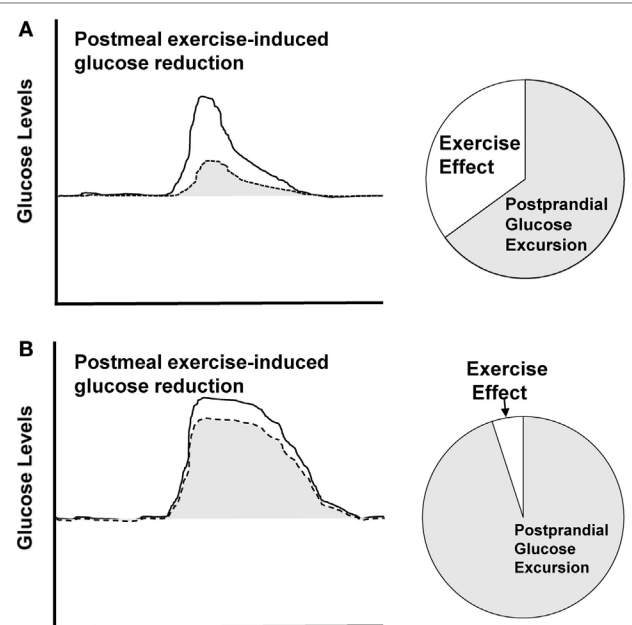 A
Postmeal exercise-induced
glucose reduction
Glucose Levels
Exercise
Effect
Postprandial
Glucose
Excursion
B
Postmeal exercise-induced
glucose reduction
Glucose Levels
Exercise
Effect
Postprandial
Glucose
Excursion